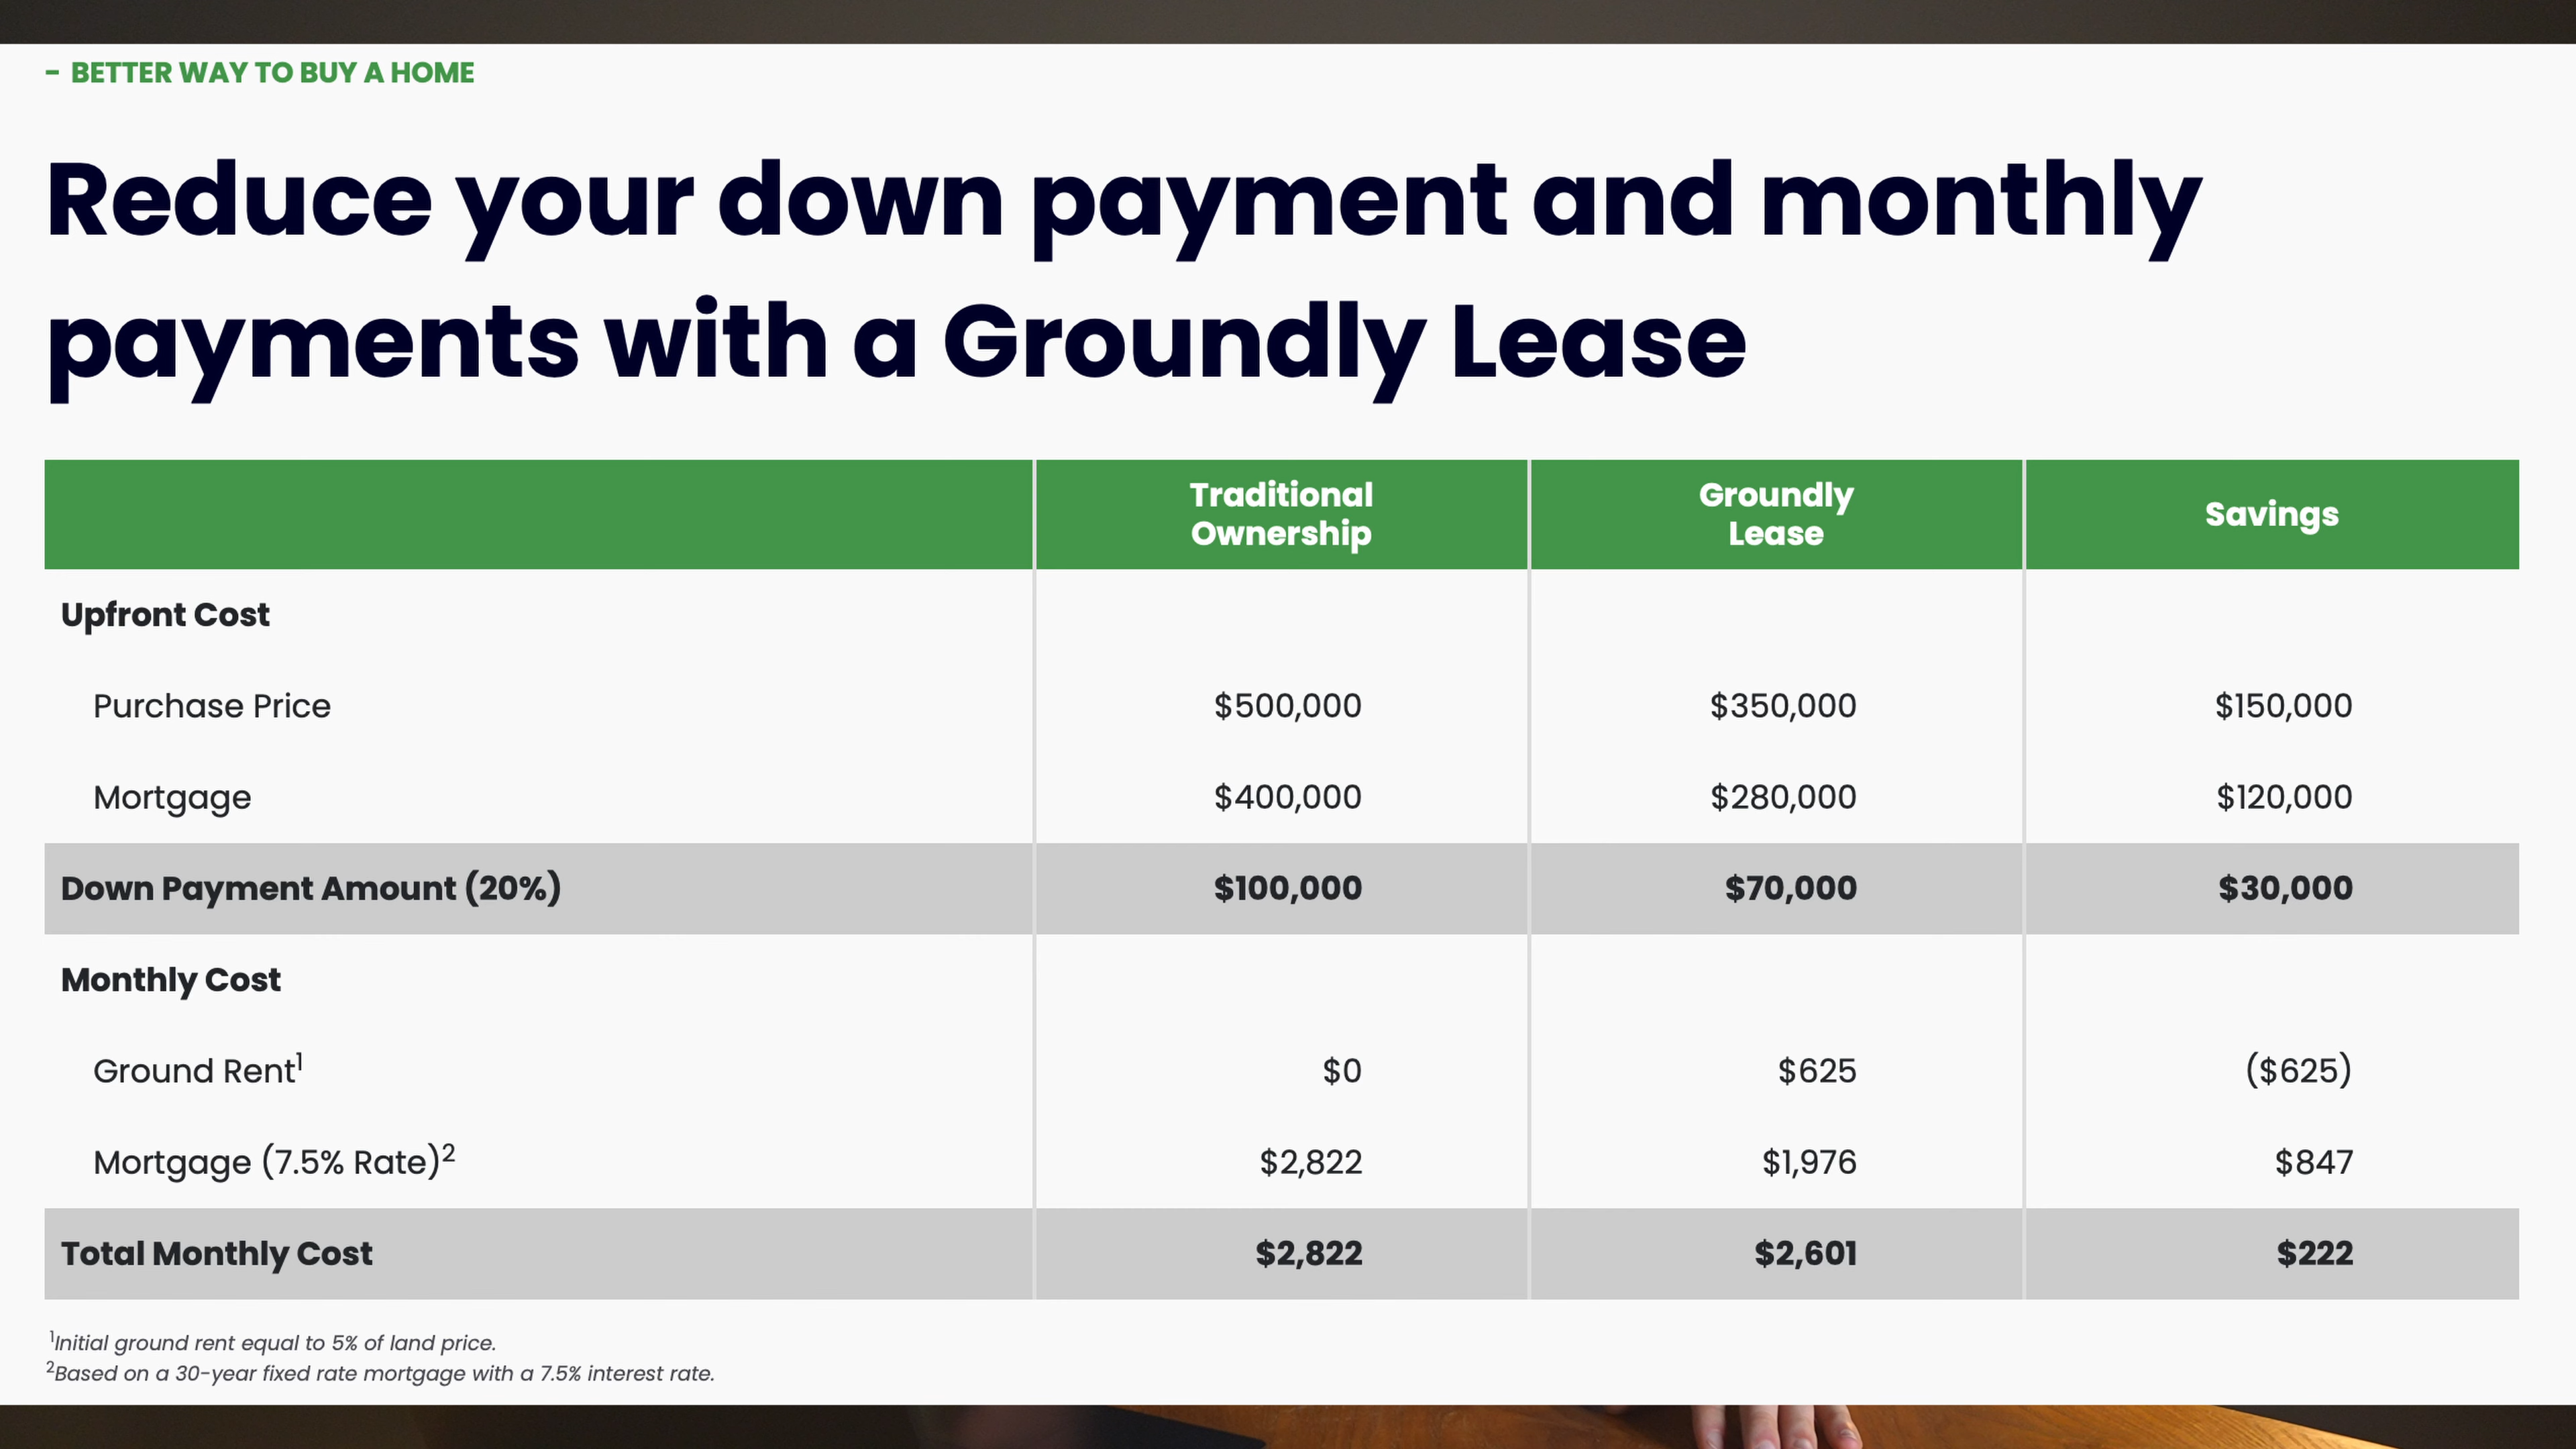 - BETTER WAY TO BUY A HOME
Reduce your down payment and monthly
payments with a Groundly Lease
Traditional Ownership Groundly Lease Savings
Upfront Cost
Purchase Price $500,000 $350,000 $150,000
Mortgage $400,000 $280,000 $120,000
Down Payment Amount (20%) $100,000 $70,000 $30,000
Monthly Cost
Ground Rent¹ $0 $625 ($625)
Mortgage (7.5% Rate)² $2,822 $1,976 $847
Total Monthly Cost $2,822 $2,601 $222
¹Initial ground rent equal to 5% of land price.
²Based on a 30-year fixed rate mortgage with a 7.5% interest rate.